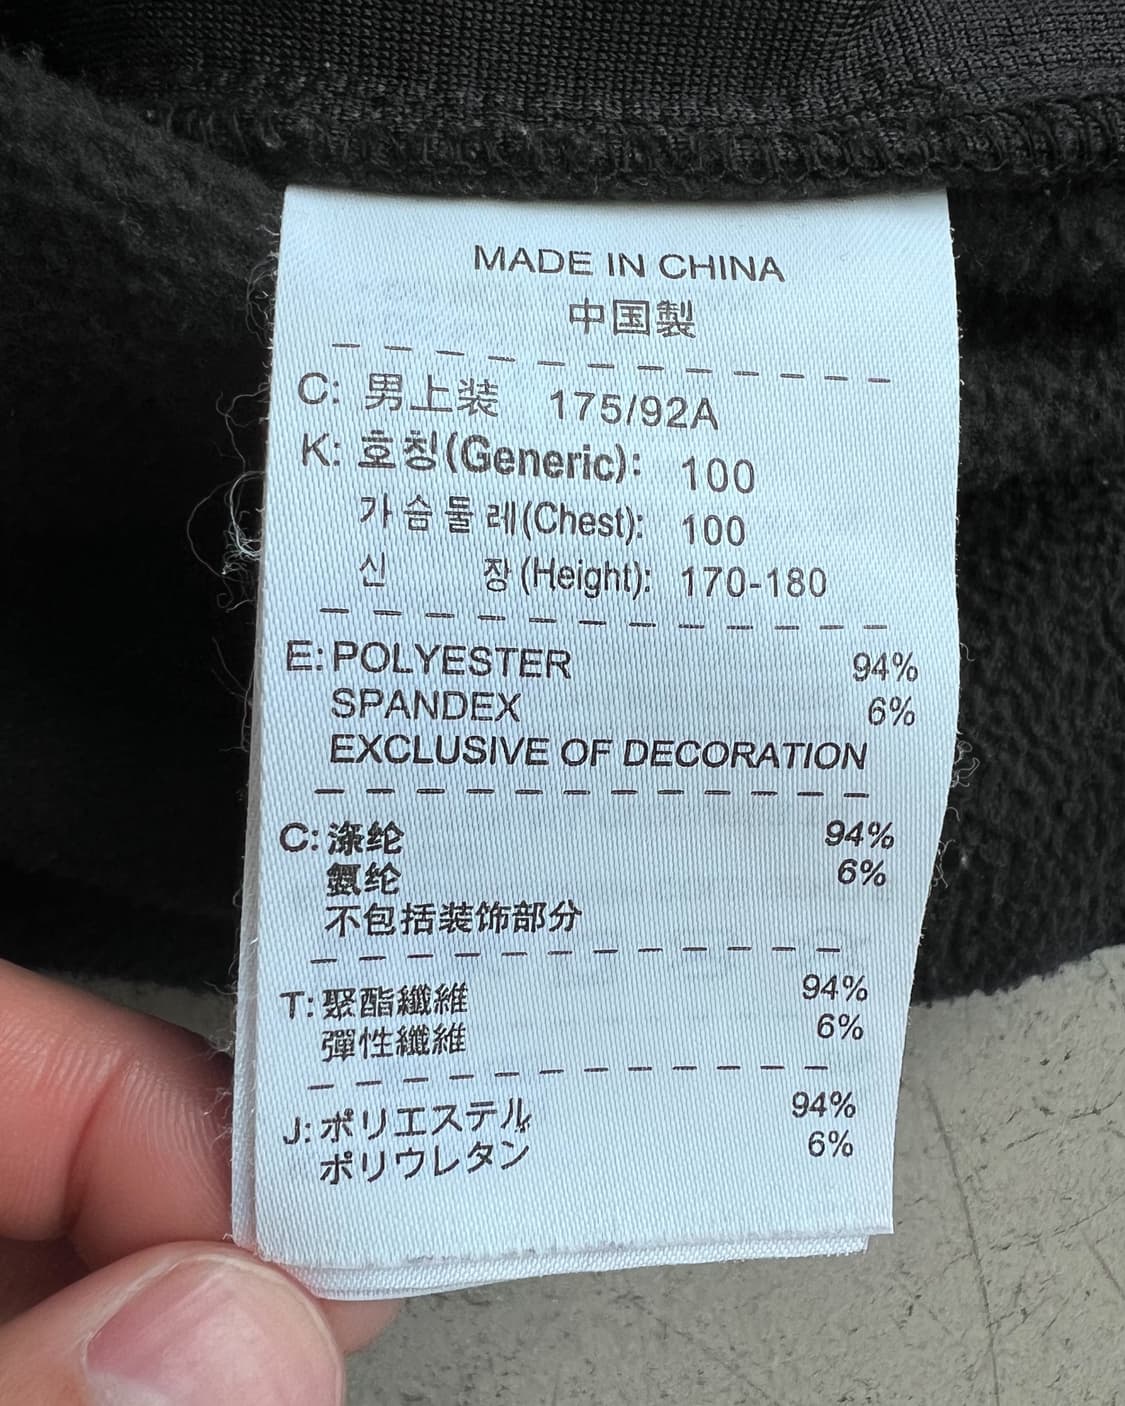 MADE IN CHINA
中国製
C: 男上装 175/92A
K: 호칭(Generic): 100
가슴둘레(Chest): 100
신 장(Height): 170-180
E: POLYESTER 94%
SPANDEX 6%
EXCLUSIVE OF DECORATION
C: 涤纶 94%
氨纶 6%
不包括装饰部分
T: 聚酯纖維 94%
彈性纖維 6%
J: ポリエステル 94%
ポリウレタン 6%